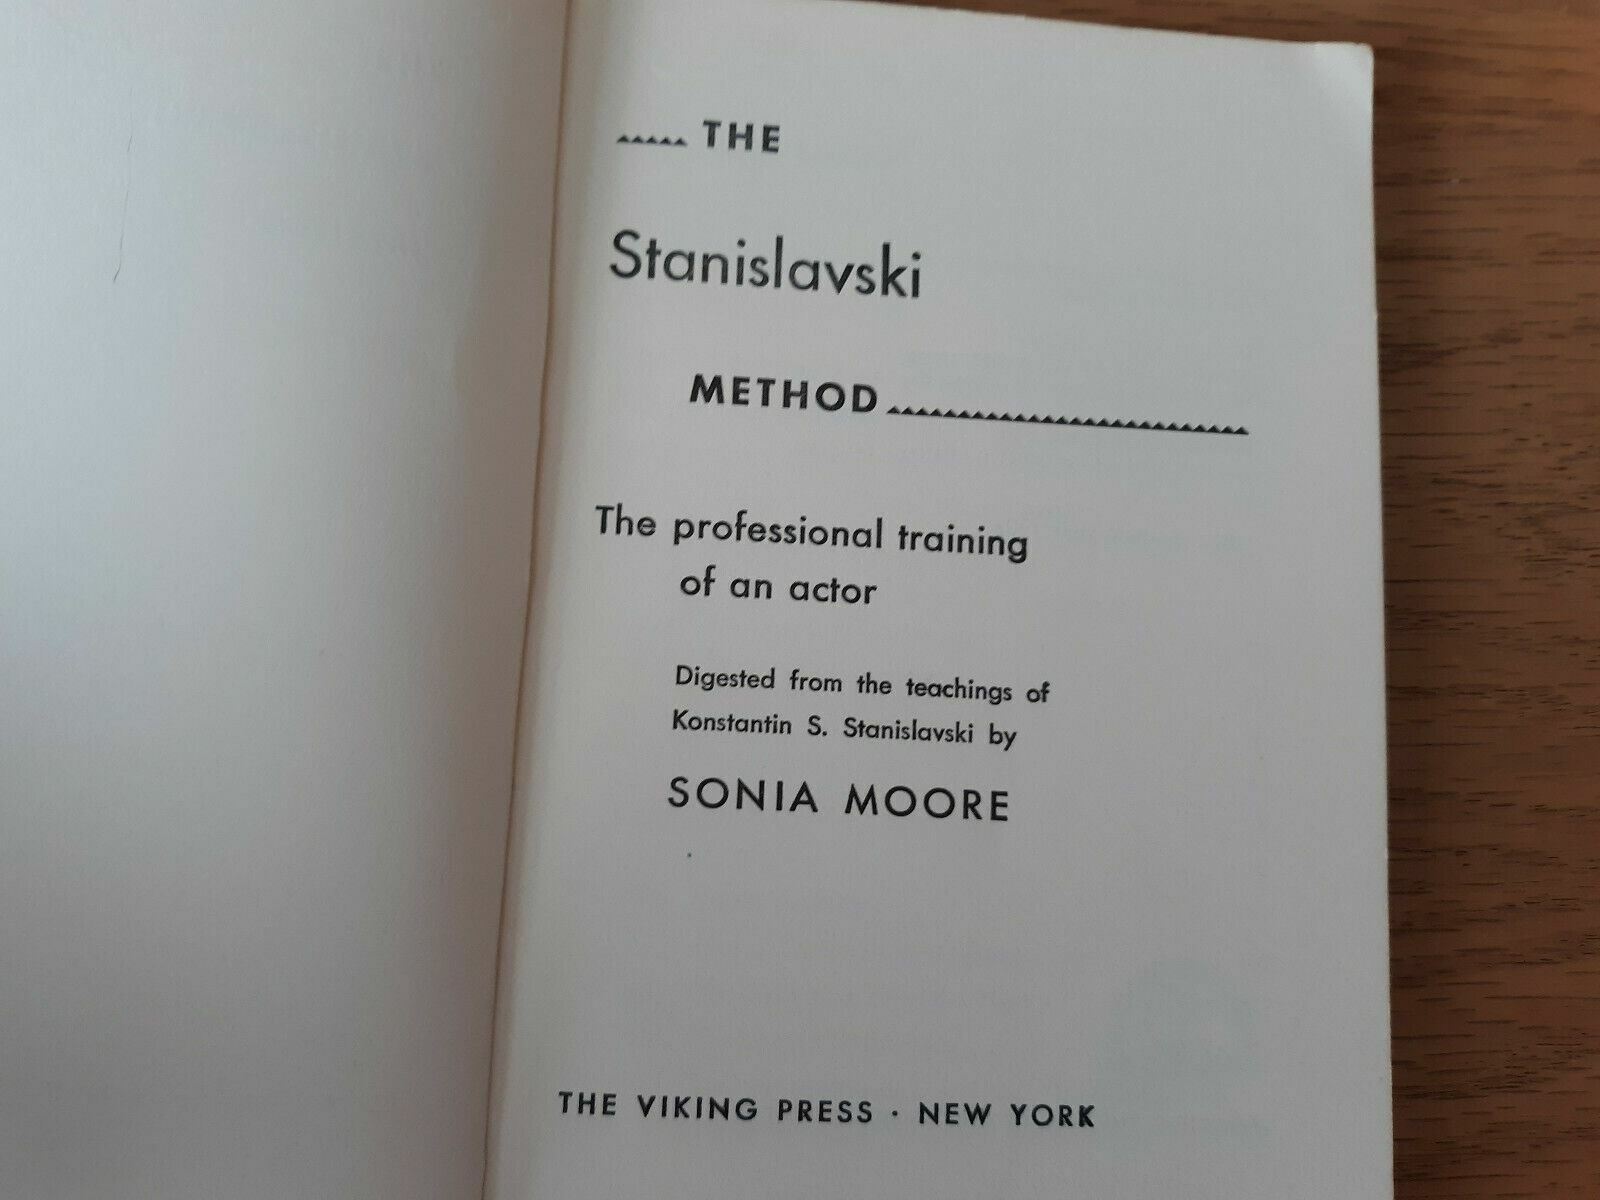 THE
Stanislavski
METHOD
The professional training
of an actor
Digested from the teachings of
Konstantin S. Stanislavski by
SONIA MOORE
THE VIKING PRESS · NEW YORK